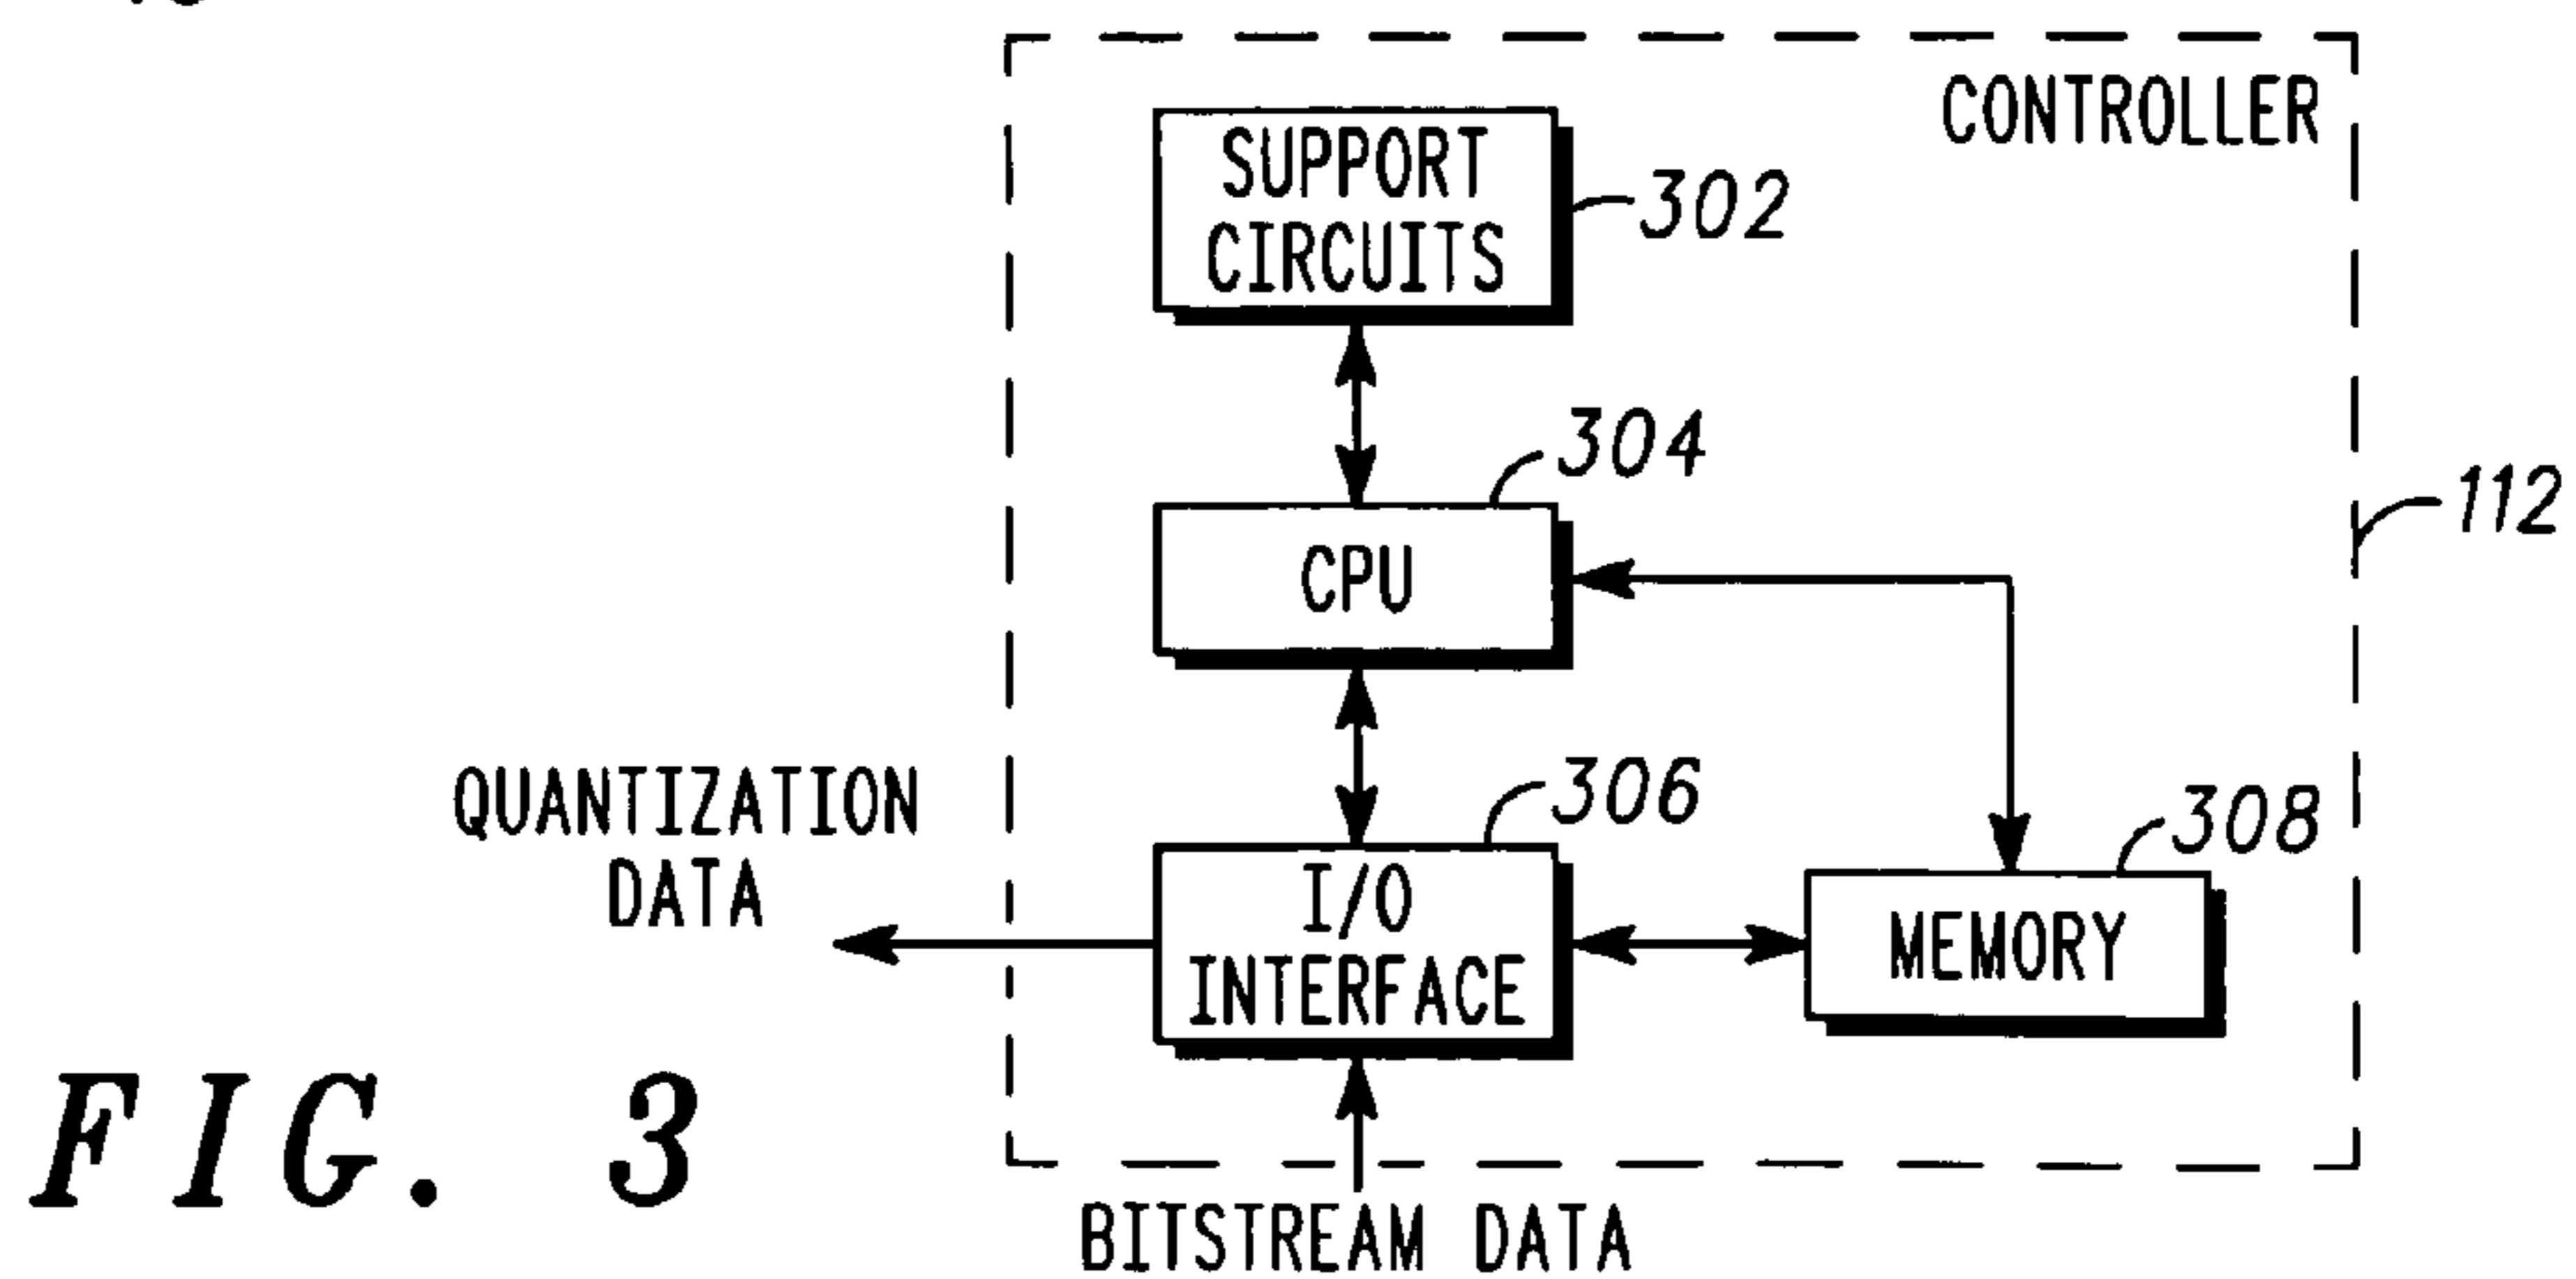 CONTROLLER
SUPPORT
CIRCUITS
302
304
CPU
112
QUANTIZATION
DATA
306
I/O
INTERFACE
308
MEMORY
BITSTREAM DATA
FIG. 3